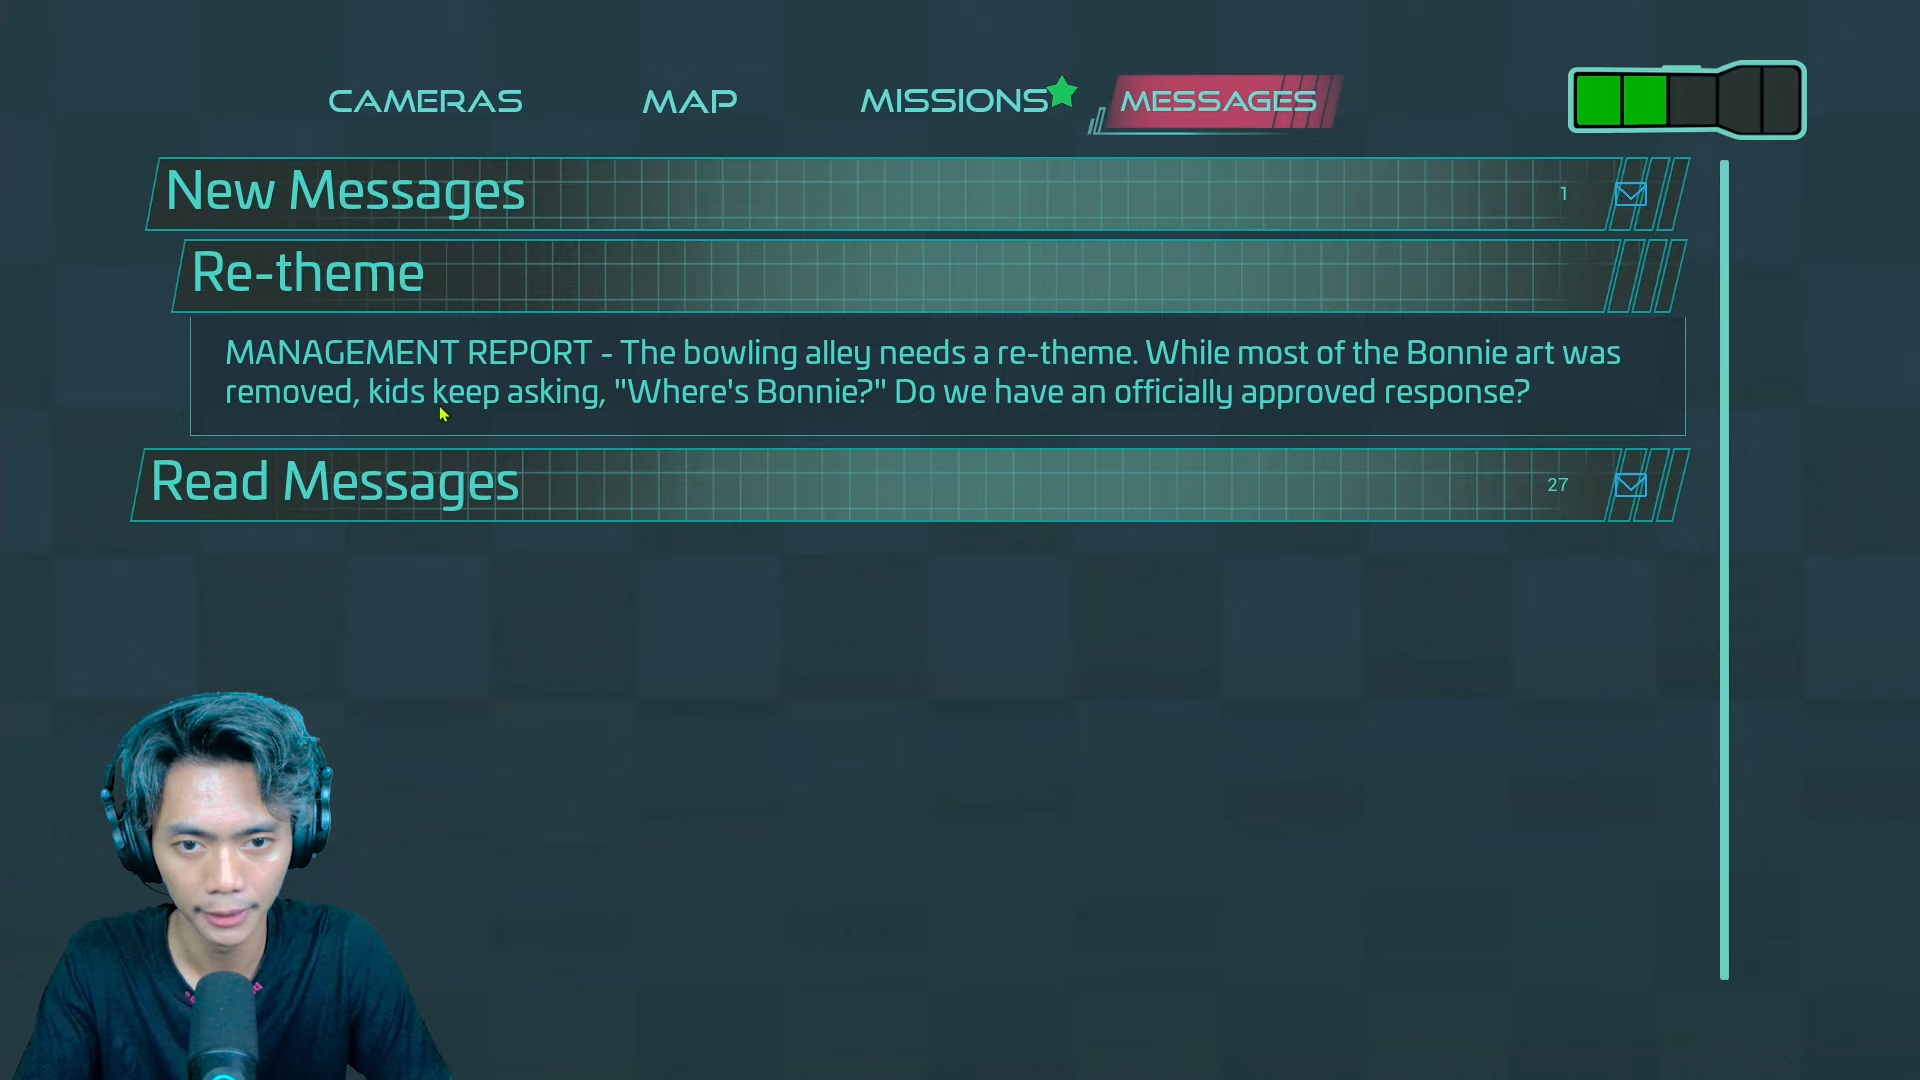 CAMERAS MAP MISSIONS MESSAGES
New Messages 1
Re-theme
MANAGEMENT REPORT - The bowling alley needs a re-theme. While most of the Bonnie art was
removed, kids keep asking, "Where's Bonnie?" Do we have an officially approved response?
Read Messages 27